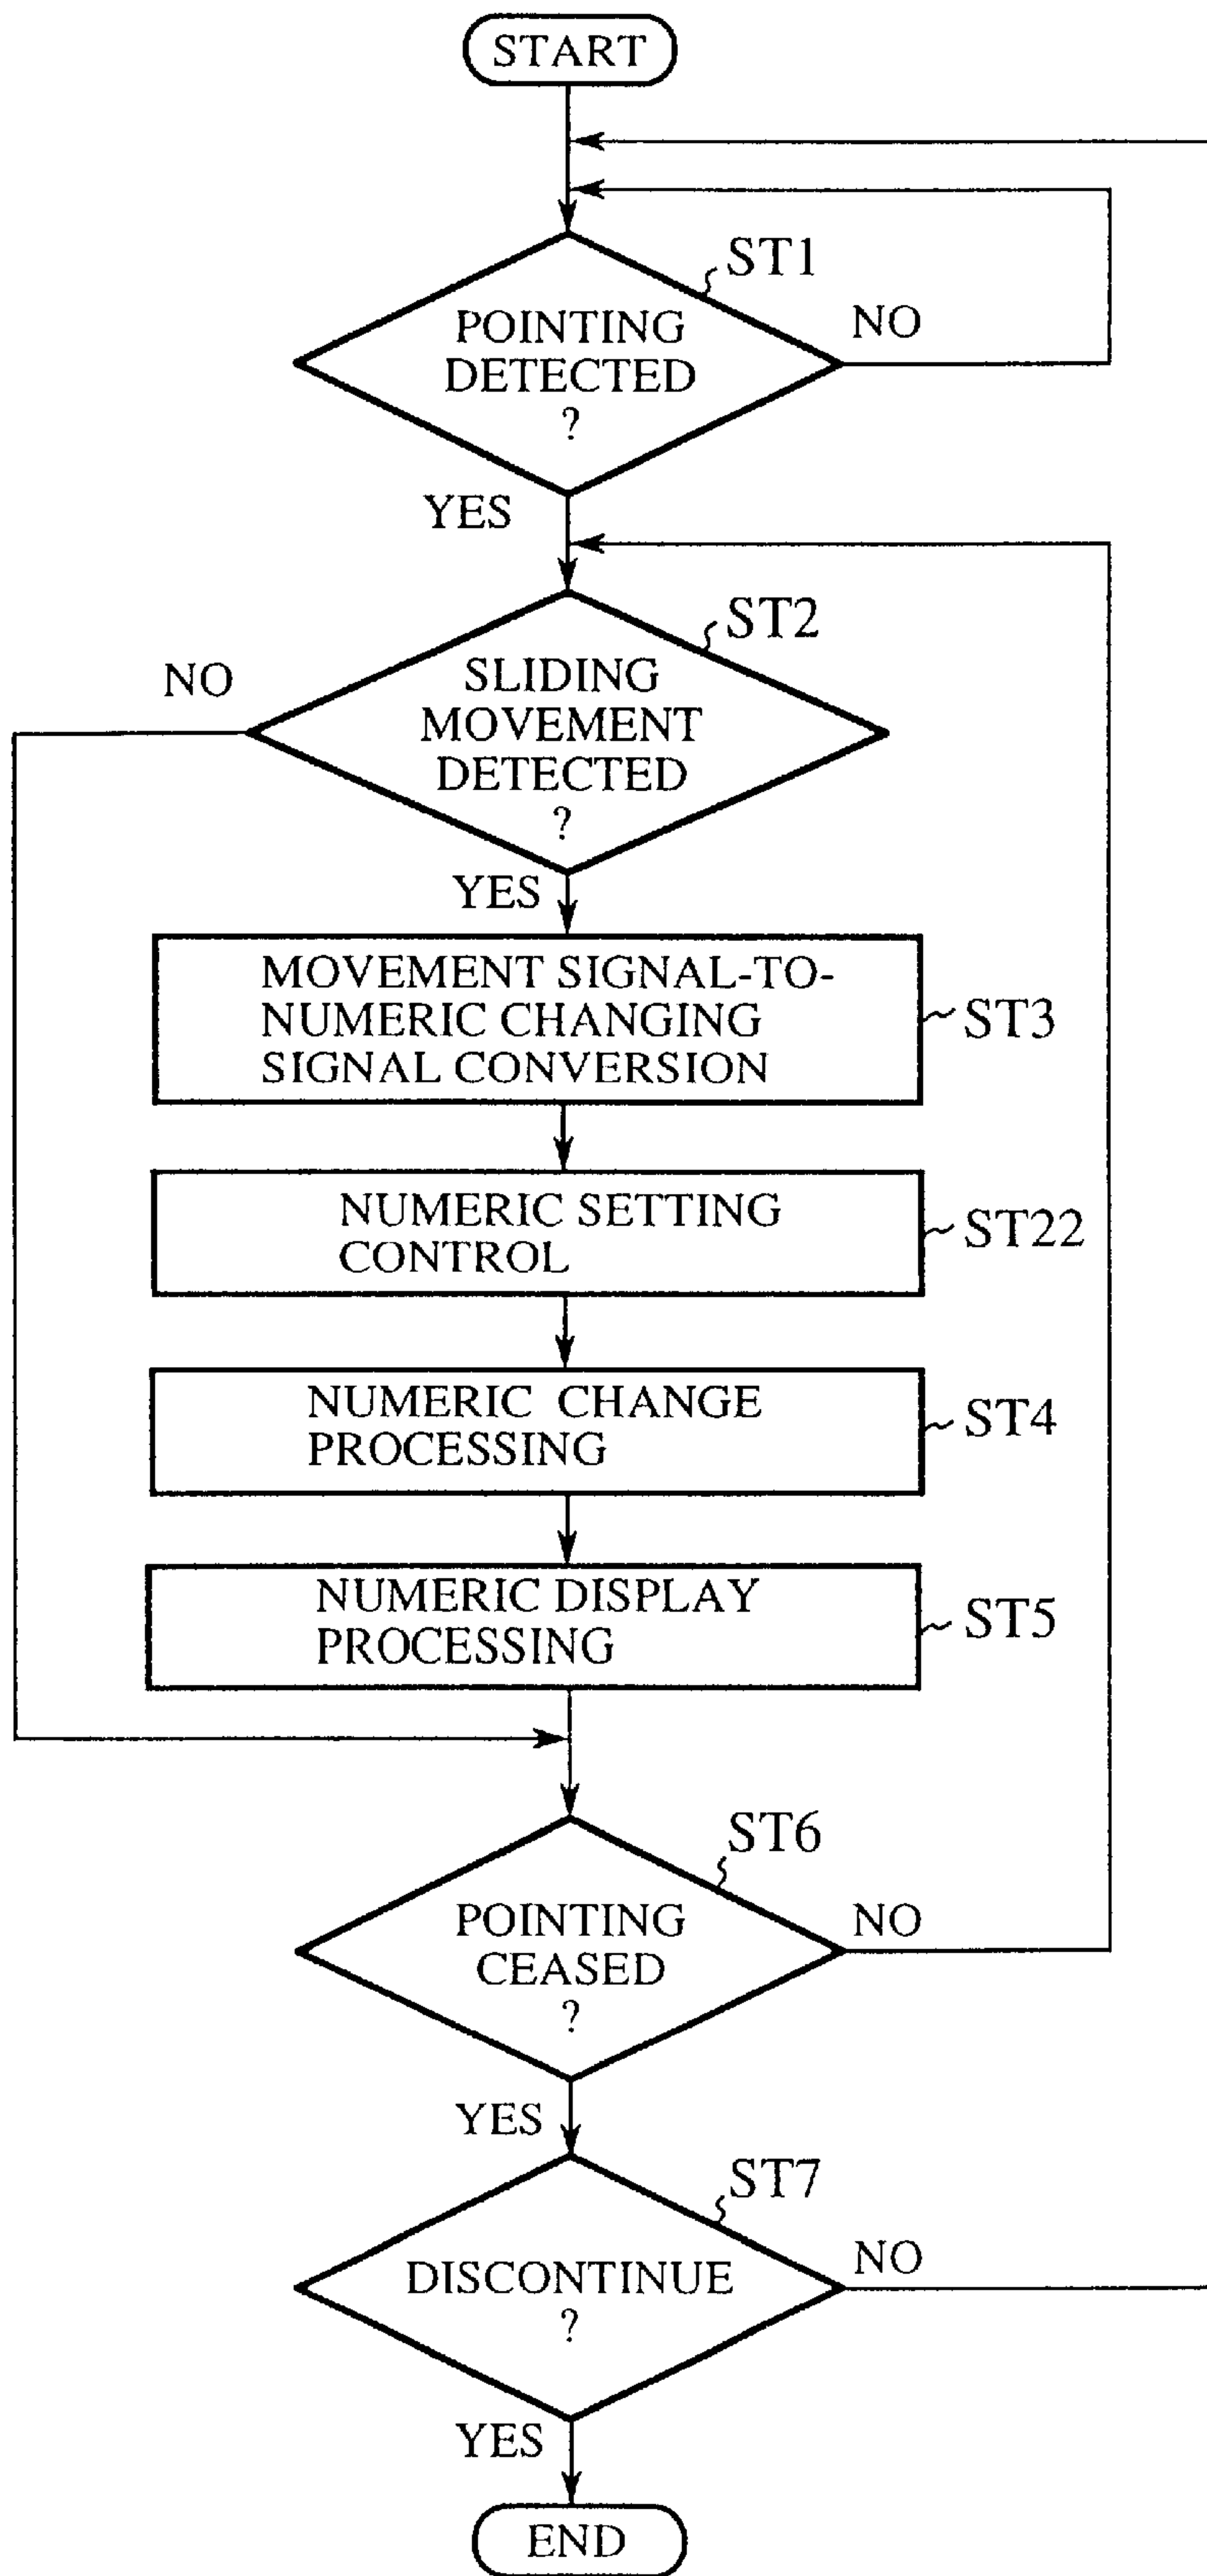 START
ST1
POINTING
DETECTED
?
NO
YES
ST2
NO
SLIDING
MOVEMENT
DETECTED
?
YES
MOVEMENT SIGNAL-TO-
NUMERIC CHANGING
SIGNAL CONVERSION
ST3
NUMERIC SETTING
CONTROL
ST22
NUMERIC CHANGE
PROCESSING
ST4
NUMERIC DISPLAY
PROCESSING
ST5
ST6
POINTING
CEASED
?
NO
YES
ST7
DISCONTINUE
?
NO
YES
END